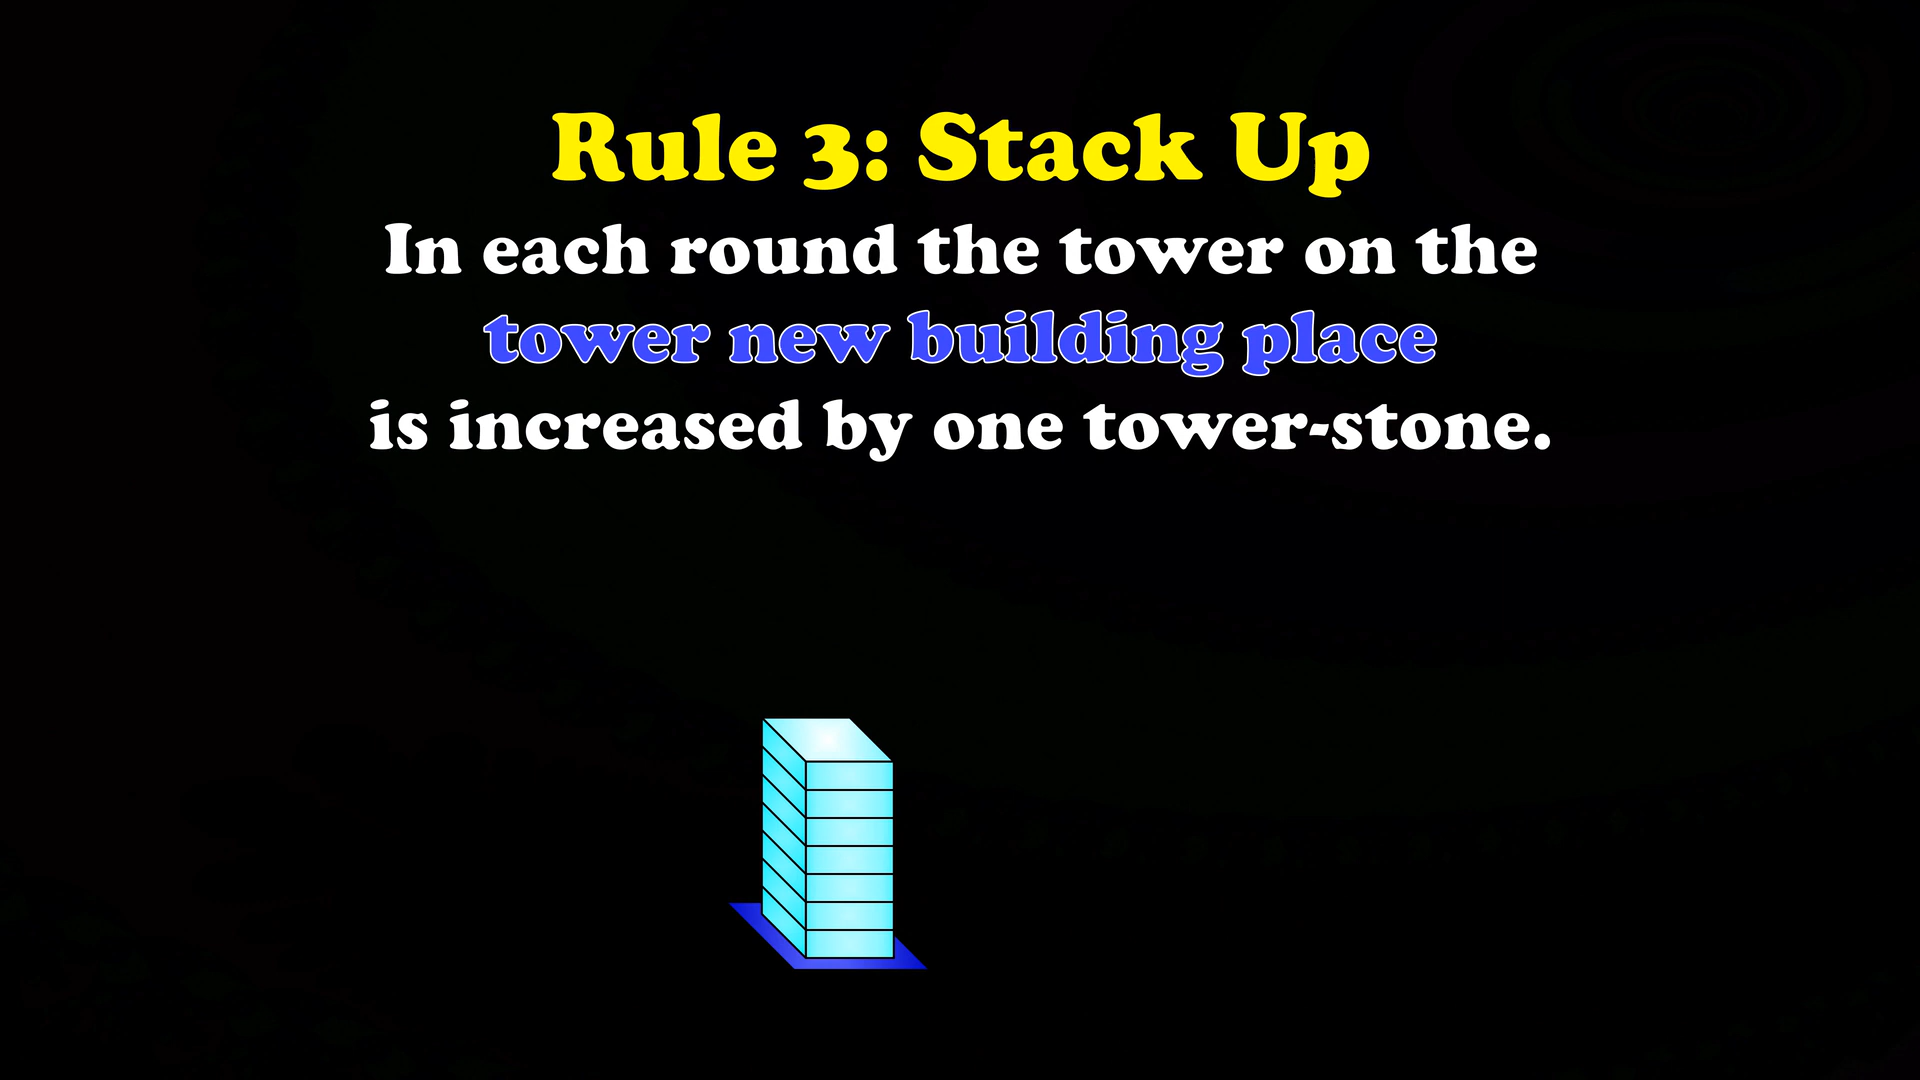 Rule 3: Stack Up
In each round the tower on the
tower new building place
is increased by one tower-stone.